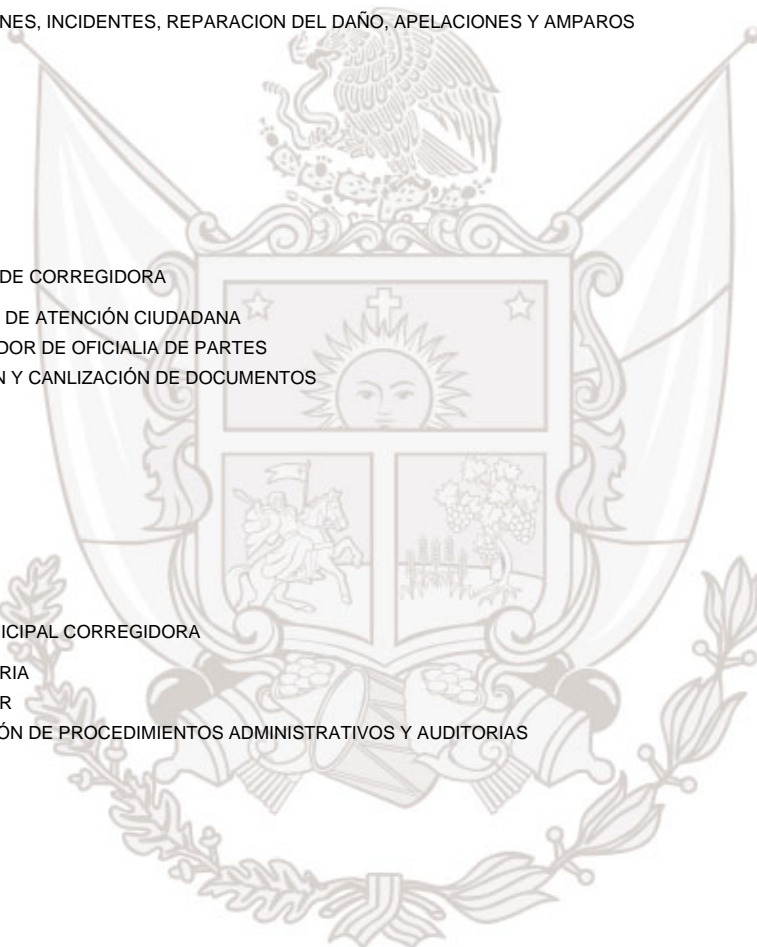 NES, INCIDENTES, REPARACION DEL DAÑO, APELACIONES Y AMPAROS
DE CORREGIDORA
DE ATENCIÓN CIUDADANA
DOR DE OFICIALIA DE PARTES
N Y CANLIZACIÓN DE DOCUMENTOS
ICIPAL CORREGIDORA
RIA
R
ÓN DE PROCEDIMIENTOS ADMINISTRATIVOS Y AUDITORIAS